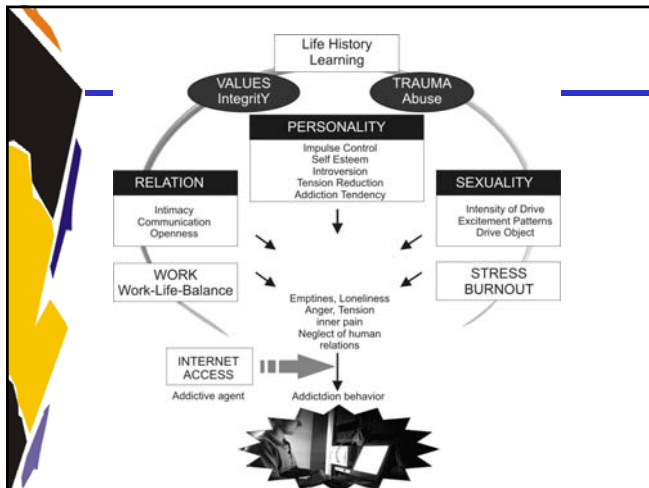 Life History
Learning
VALUES
IntegritY
TRAUMA
Abuse
PERSONALITY
Impulse Control
Self Esteem
Introversion
Tension Reduction
Addiction Tendency
RELATION
Intimacy
Communication
Openness
SEXUALITY
Intensity of Drive
Excitement Patterns
Drive Object
WORK
Work-Life-Balance
STRESS
BURNOUT
Emptines, Loneliness
Anger, Tension
inner pain
Neglect of human
relations
INTERNET
ACCESS
Addictive agent
Addictdion behavior